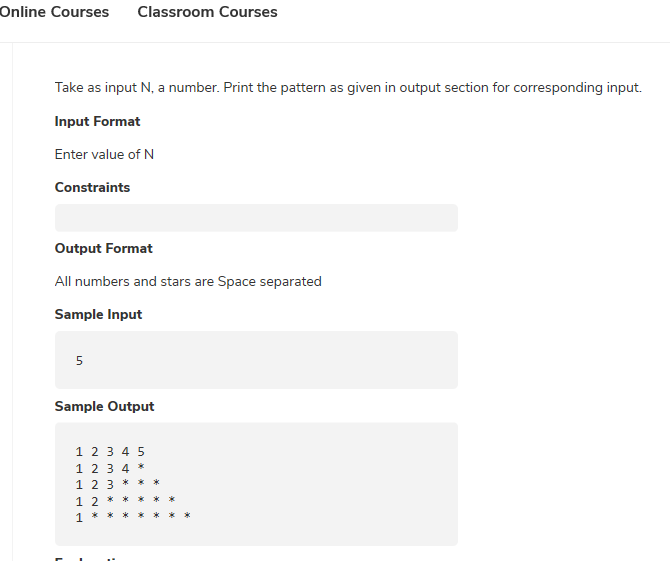 Online Courses Classroom Courses
Take as input N, a number. Print the pattern as given in output section for corresponding input.
Input Format
Enter value of N
Constraints
Output Format
All numbers and stars are Space separated
Sample Input
5
Sample Output
1 2 3 4 5
1 2 3 4 *
1 2 3 * * *
1 2 * * * * *
1 * * * * * * *